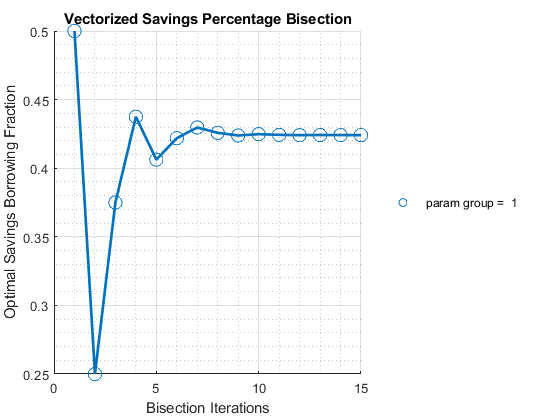 Vectorized Savings Percentage Bisection
Optimal Savings Borrowing Fraction
0.5
0.45
0.4
0.35
0.3
0.25
0
5
10
15
Bisection Iterations
param group = 1